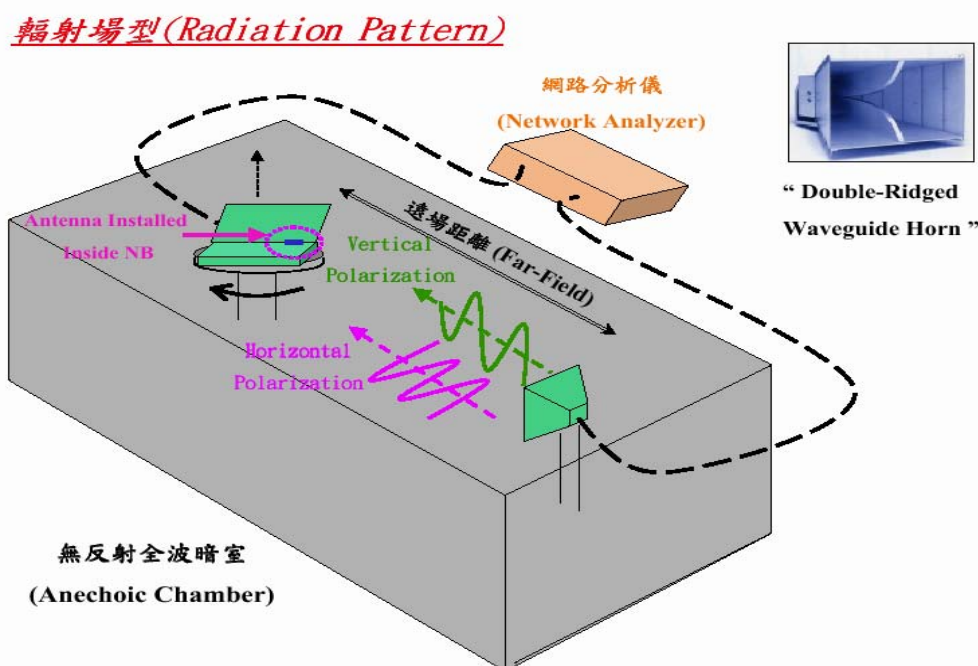 輻射場型(Radiation Pattern)
網路分析儀
(Network Analyzer)
“ Double-Ridged
Waveguide Horn ”
Antenna Installed
Inside NB
遠場距離 (Far-Field)
Vertical
Polarization
Horizontal
Polarization
無反射全波暗室
(Anechoic Chamber)